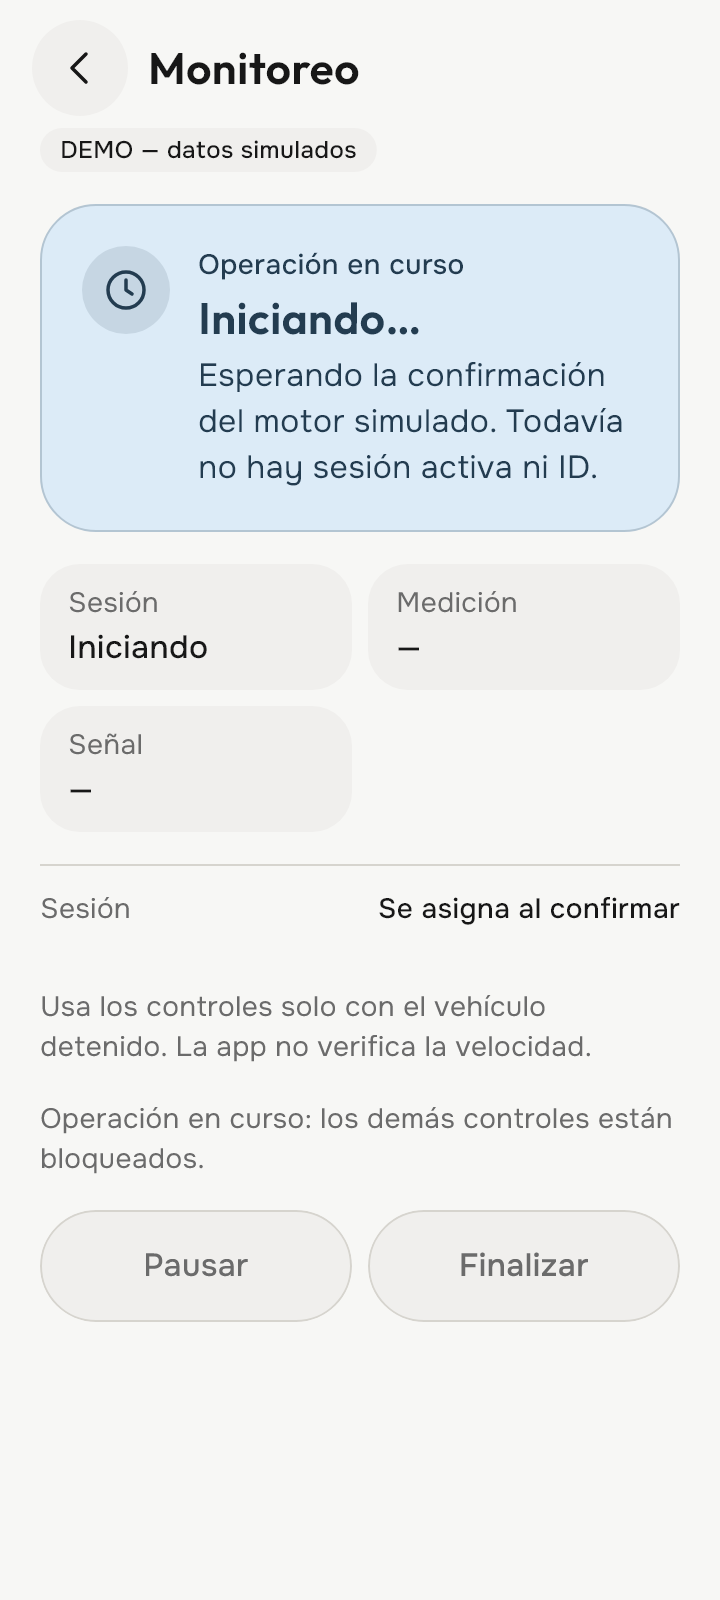 Monitoreo
DEMO — datos simulados
Operación en curso
Iniciando…
Esperando la confirmación
del motor simulado. Todavía
no hay sesión activa ni ID.
Sesión
Iniciando
Medición
—
Señal
—
Sesión
Se asigna al confirmar
Usa los controles solo con el vehículo
detenido. La app no verifica la velocidad.
Operación en curso: los demás controles están
bloqueados.
Pausar
Finalizar